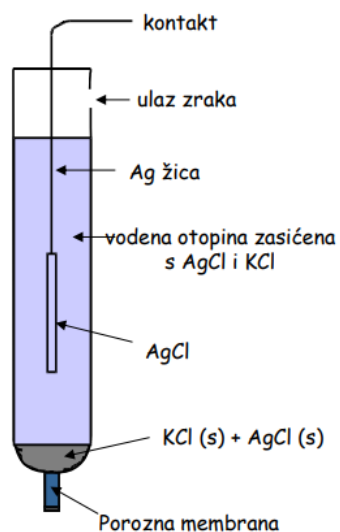 kontakt
ulaz zraka
Ag žica
vodena otopina zasićena
s AgCl i KCl
AgCl
KCl (s) + AgCl (s)
Porozna membrana